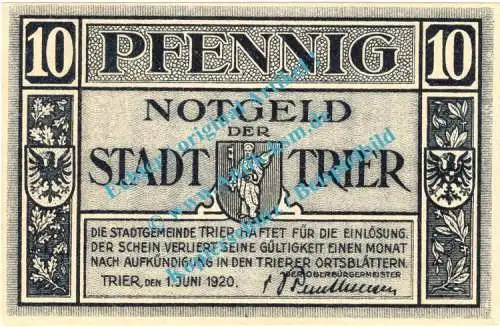 10 PFENNIG 10
NOTGELD
DER
STADT TRIER
DIE STADTGEMEINDE TRIER HAFTET FÜR DIE EINLÖSUNG.
DER SCHEIN VERLIERT SEINE GÜLTIGKEIT EINEN MONAT
NACH AUFKÜNDIGUNG IN DEN TRIERER ORTSBLÄTTERN.
DER OBERBÜRGERMEISTER
TRIER, DEN 1. JUNI 1920.